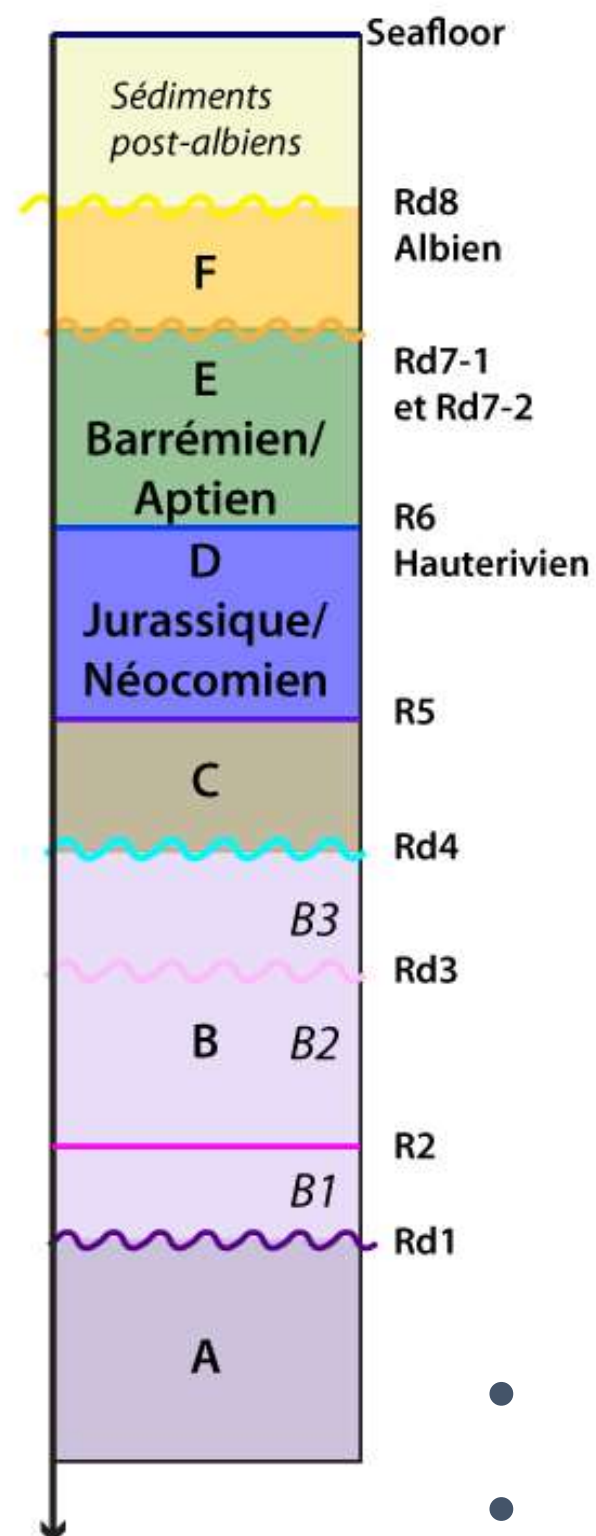 Seafloor
Sédiments
post-albiens
Rd8
Albien
F
Rd7-1
et Rd7-2
E
Barrémien/
Aptien
R6
Hauterivien
D
Jurassique/
Néocomien
R5
C
Rd4
B3
Rd3
B B2
R2
B1
Rd1
A